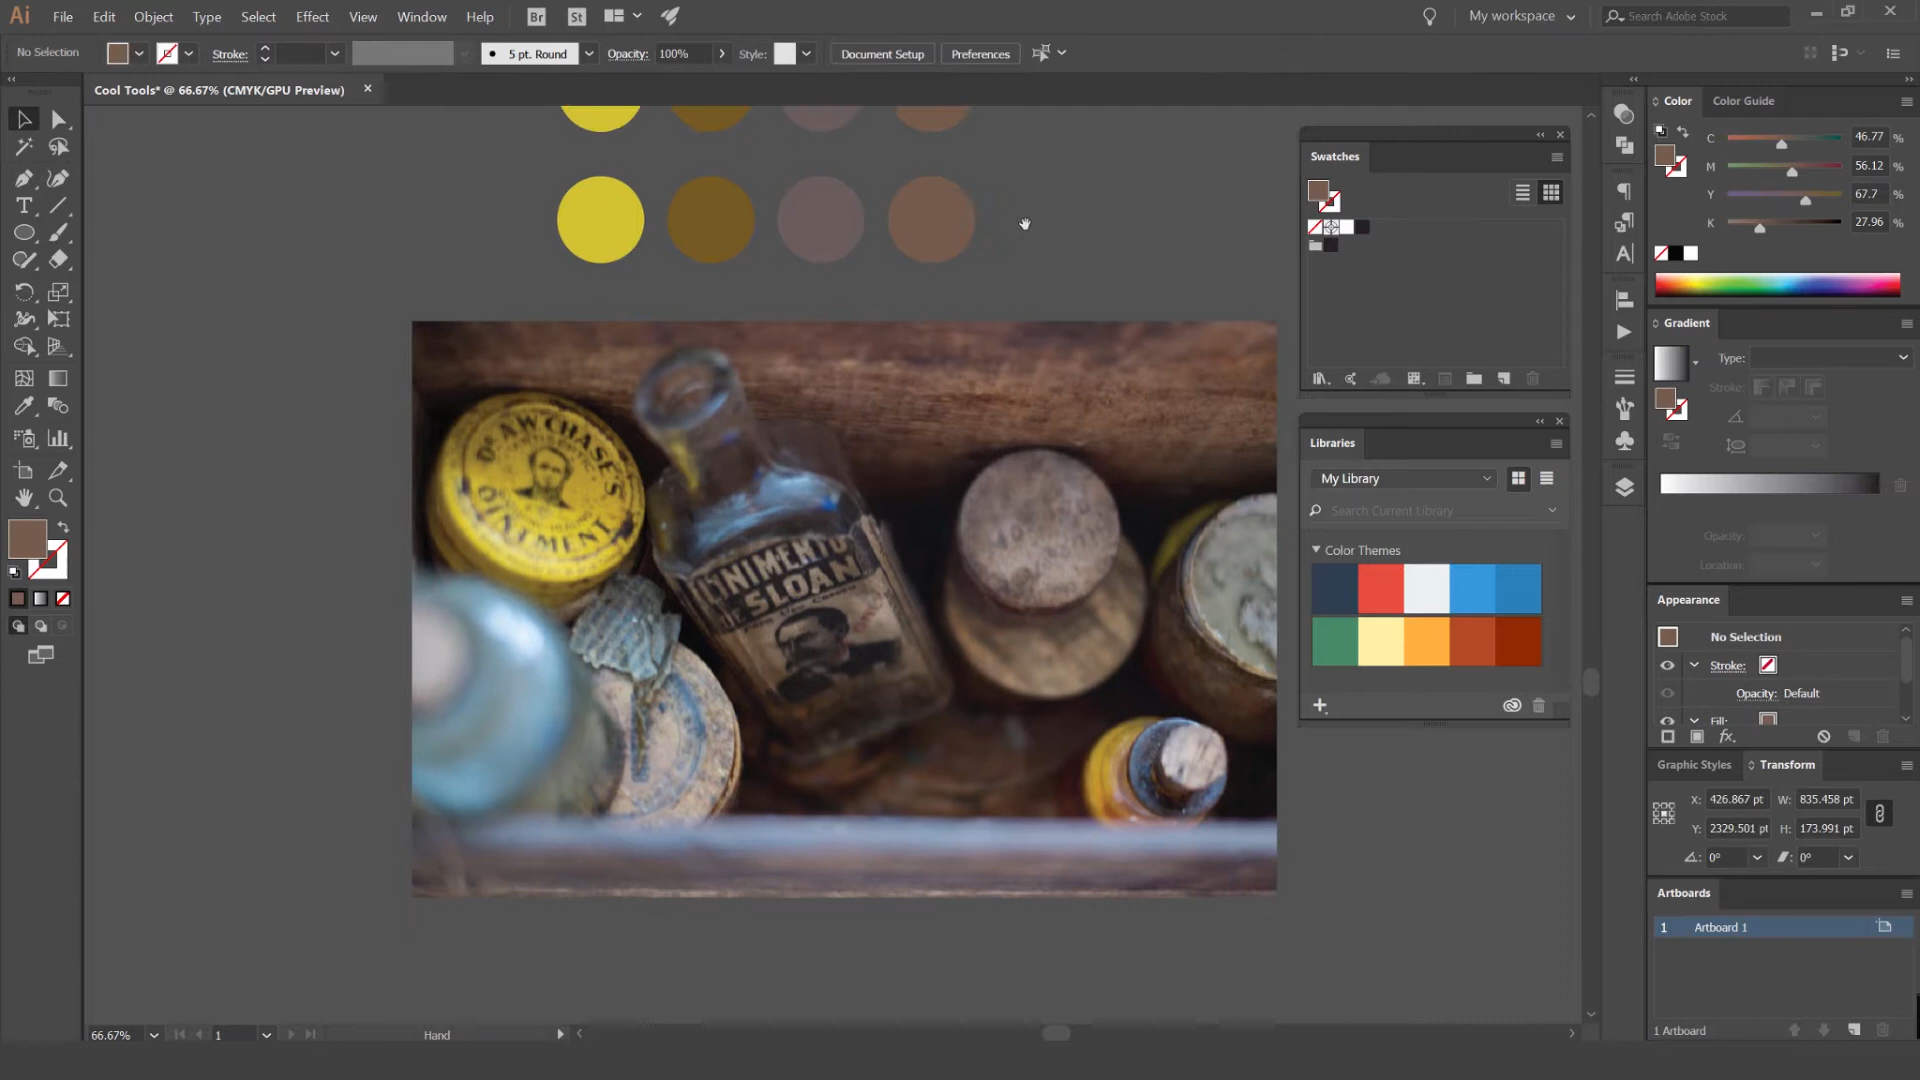 Ai File Edit Object Type Select Effect View Window Help Br St My workspace Search Adobe Stock
No Selection Stroke: 5 pt. Round Opacity: 100% Style: Document Setup Preferences
Cool Tools* @ 66.67% (CMYK/GPU Preview)
Color Color Guide
C 46.77 %
M 56.12 %
Y 67.7 %
K 27.96 %
Swatches
Gradient
Type:
Stroke:
Opacity:
Location:
Libraries
My Library
Search Current Library
Color Themes
DR. A.W. CHASE'S
OINTMENT
LINIMENTO
DE SLOAN
Appearance
No Selection
Stroke:
Opacity: Default
Fill:
fx
Graphic Styles Transform
X: 426.867 pt W: 835.458 pt
Y: 2329.501 pt H: 173.991 pt
0° 0°
Artboards
1 Artboard 1
1 Artboard
66.67% 1 Hand